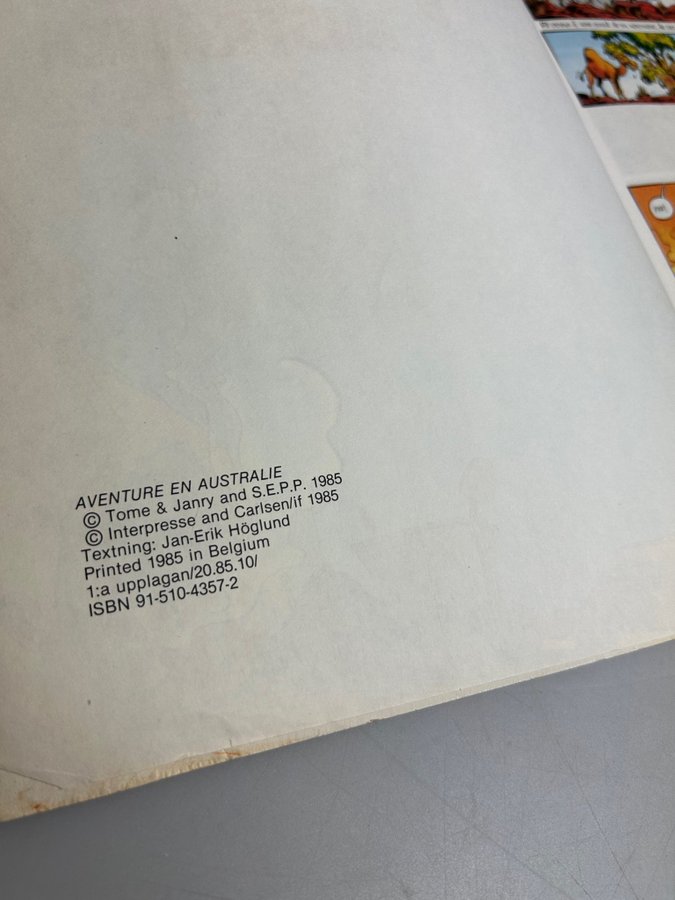 AVENTURE EN AUSTRALIE
© Tome & Janry and S.E.P.P. 1985
© Interpresse and Carlsen/if 1985
Textning: Jan-Erik Höglund
Printed 1985 in Belgium
1:a upplagan/20.85.10/
ISBN 91-510-4357-2